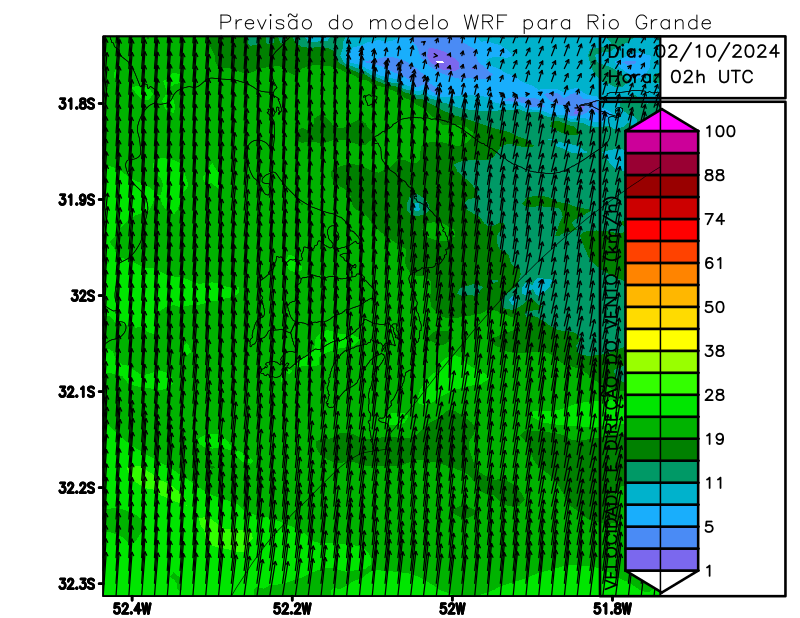 Previsão do modelo WRF para Rio Grande
Dia: 02/10/2024
Hora: 02h UTC
31.8S
31.9S
32S
32.1S
32.2S
32.3S
52.4W
52.2W
52W
51.8W
VELOCIDADE E DIREÇÃO DO VENTO (km/h)
100
88
74
61
50
38
28
19
11
5
1